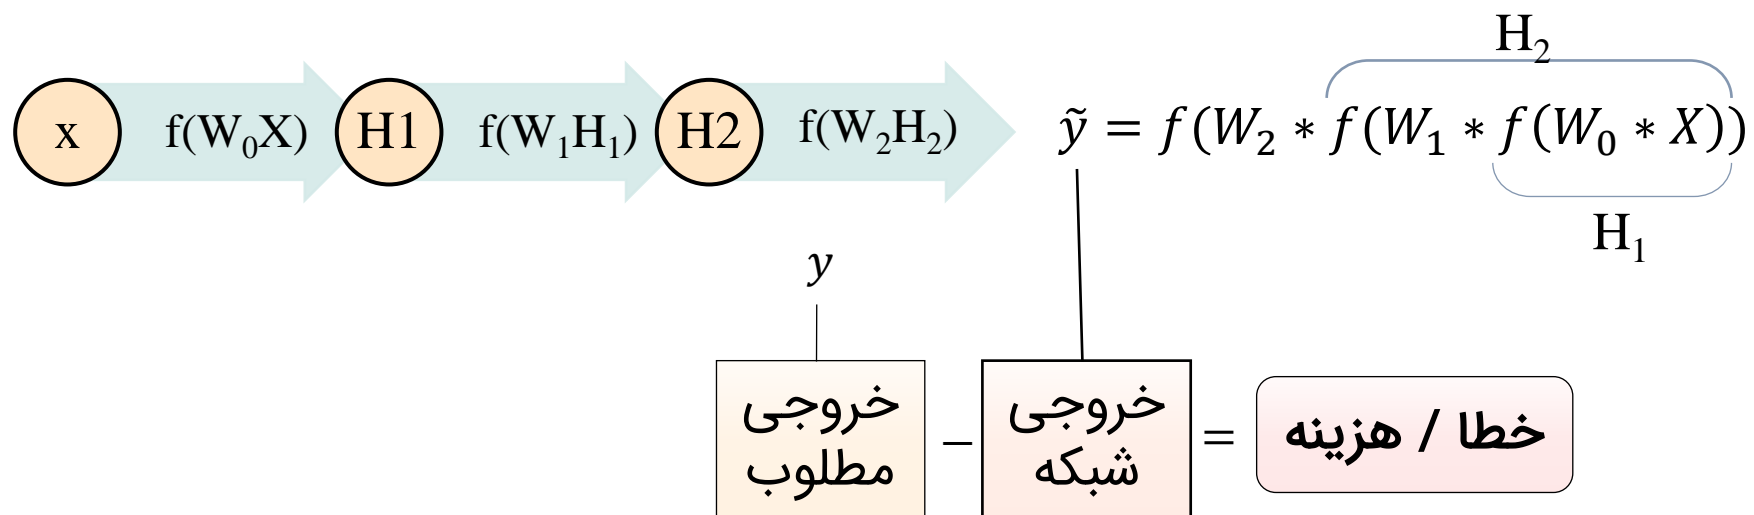 H₂
x f(W₀X) H1 f(W₁H₁) H2 f(W₂H₂) ỹ = f(W₂ * f(W₁ * f(W₀ * X))
H₁
y
خروجی مطلوب
–
خروجی شبکه
=
خطا / هزینه